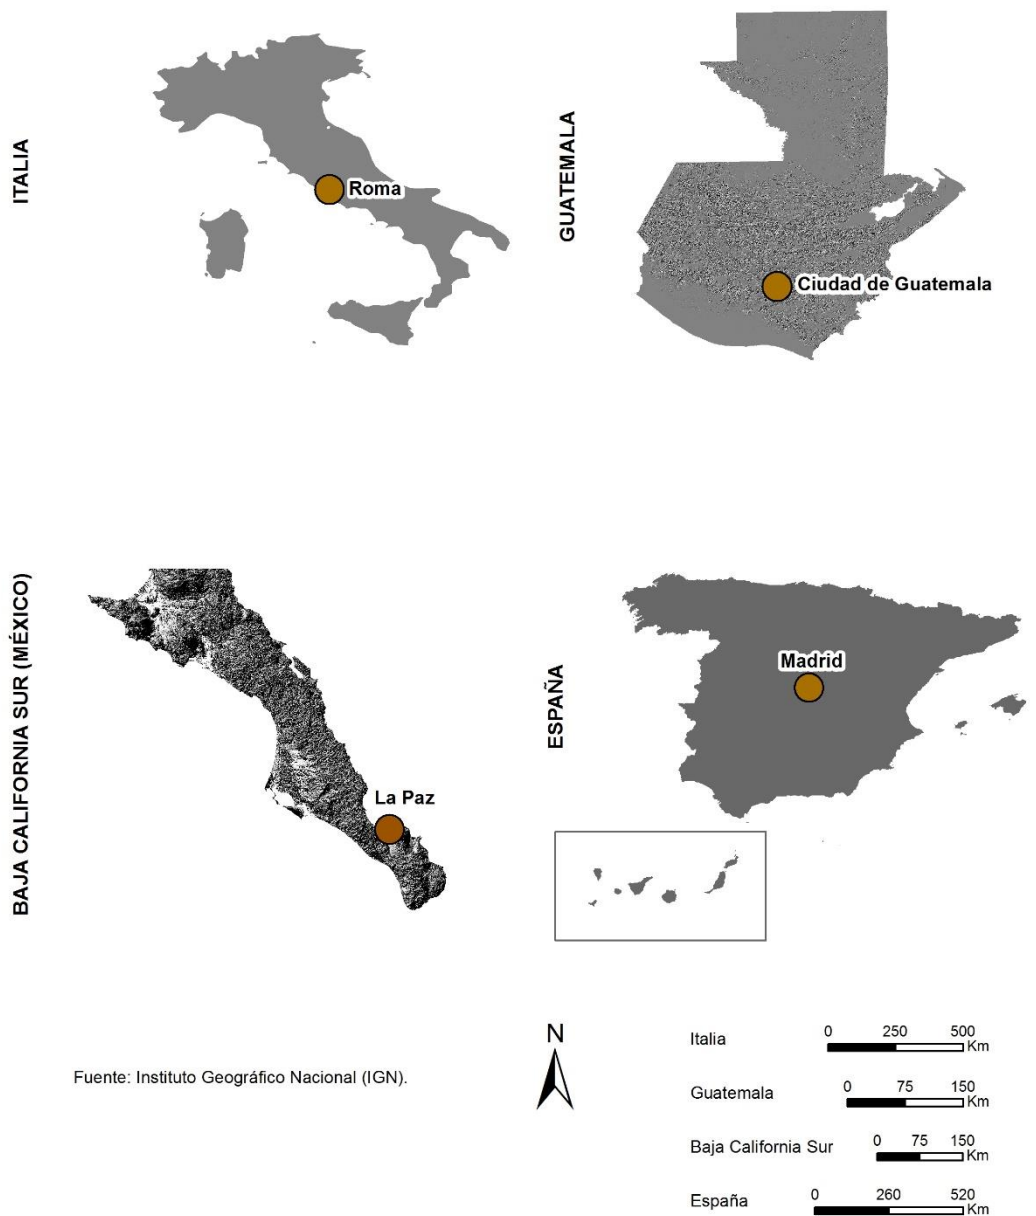 ITALIA
Roma
GUATEMALA
Ciudad de Guatemala
BAJA CALIFORNIA SUR (MÉXICO)
La Paz
ESPAÑA
Madrid
Fuente: Instituto Geográfico Nacional (IGN).
N
Italia
0 250 500
Km
Guatemala
0 75 150
Km
Baja California Sur
0 75 150
Km
España
0 260 520
Km